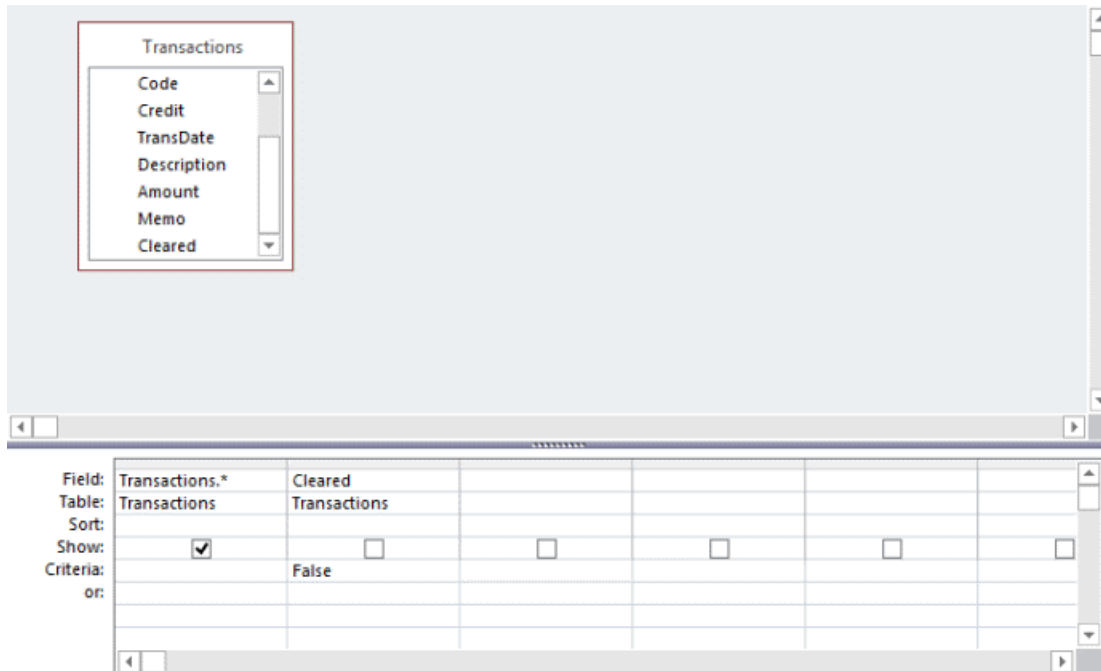 Transactions
Code
Credit
TransDate
Description
Amount
Memo
Cleared
Field: Transactions.* Cleared
Table: Transactions Transactions
Sort:
Show:
Criteria: False
or: